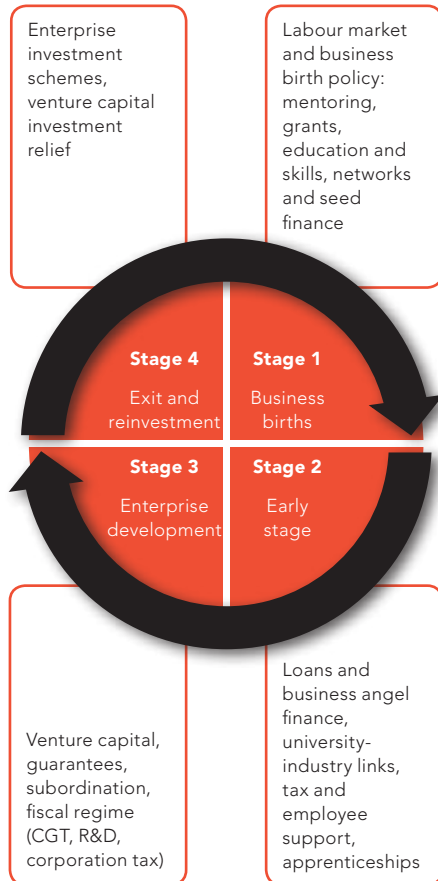 Enterprise
investment
schemes,
venture capital
investment
relief
Labour market
and business
birth policy:
mentoring,
grants,
education and
skills, networks
and seed
finance
Stage 4
Exit and
reinvestment
Stage 1
Business
births
Stage 3
Enterprise
development
Stage 2
Early
stage
Venture capital,
guarantees,
subordination,
fiscal regime
(CGT, R&D,
corporation tax)
Loans and
business angel
finance,
university-
industry links,
tax and
employee
support,
apprenticeships